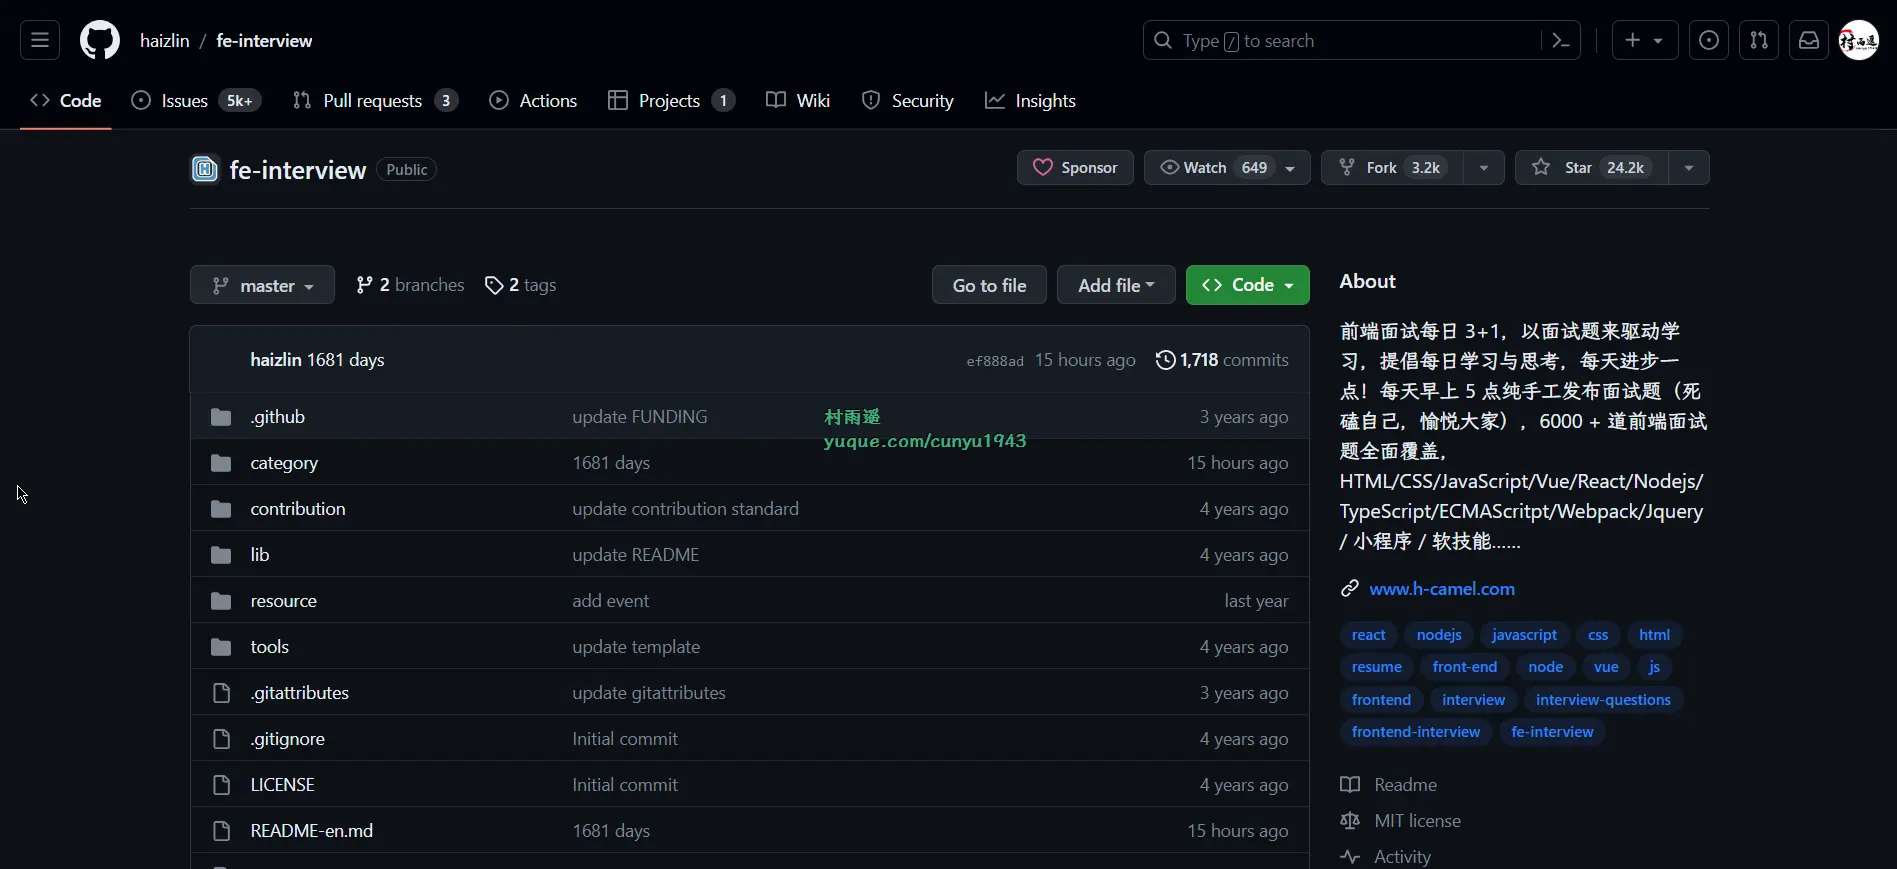 haizlin / fe-interview
Type / to search
Code
Issues 5k+
Pull requests 3
Actions
Projects 1
Wiki
Security
Insights
fe-interview Public
Sponsor
Watch 649
Fork 3.2k
Star 24.2k
master
2 branches
2 tags
Go to file
Add file
Code
haizlin 1681 days
ef888ad 15 hours ago
1,718 commits
.github update FUNDING 3 years ago
村雨遥
yuque.com/cunyu1943
category 1681 days 15 hours ago
contribution update contribution standard 4 years ago
lib update README 4 years ago
resource add event last year
tools update template 4 years ago
.gitattributes update gitattributes 3 years ago
.gitignore Initial commit 4 years ago
LICENSE Initial commit 4 years ago
README-en.md 1681 days 15 hours ago
About
前端面试每日 3+1，以面试题来驱动学
习，提倡每日学习与思考，每天进步一
点！每天早上 5 点纯手工发布面试题（死
磕自己，愉悦大家），6000 + 道前端面试
题全面覆盖，
HTML/CSS/JavaScript/Vue/React/Nodejs/
TypeScript/ECMAScritpt/Webpack/Jquery
/ 小程序 / 软技能……
www.h-camel.com
react nodejs javascript css html
resume front-end node vue js
frontend interview interview-questions
frontend-interview fe-interview
Readme
MIT license
Activity